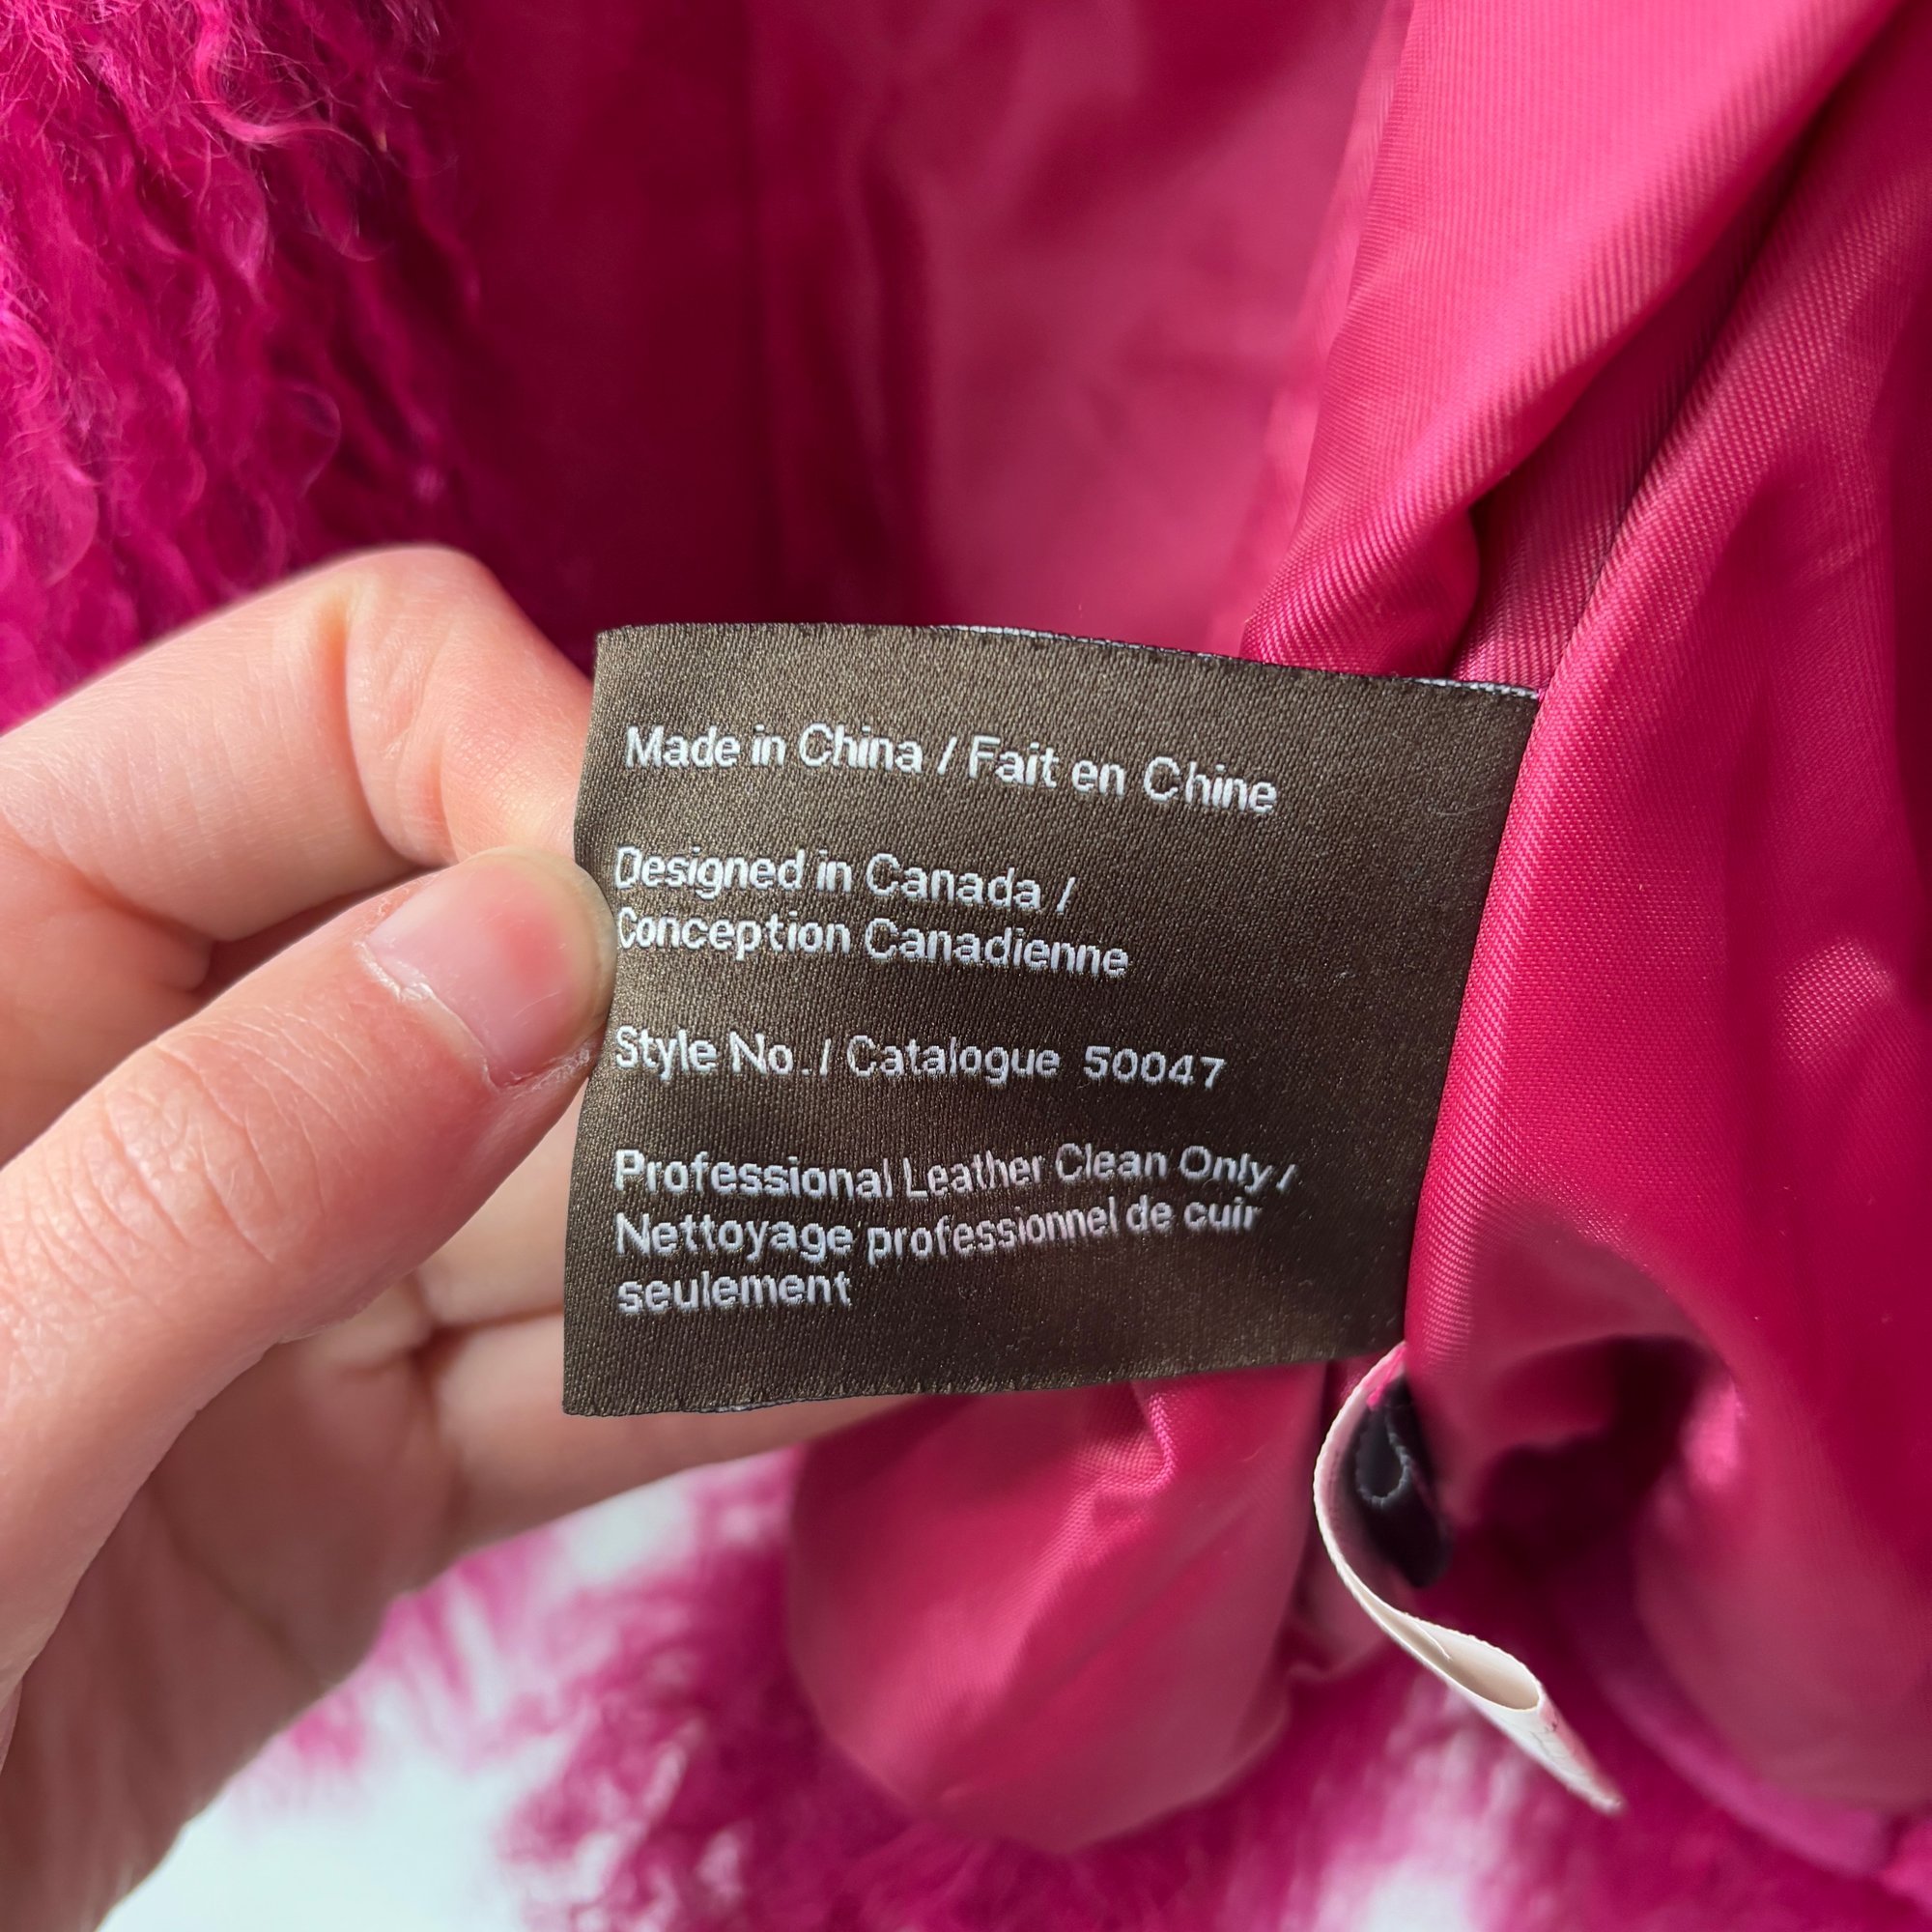 Made in China / Fait en Chine
Designed in Canada /
Conception Canadienne
Style No. / Catalogue 50047
Professional Leather Clean Only /
Nettoyage professionnel de cuir
seulement